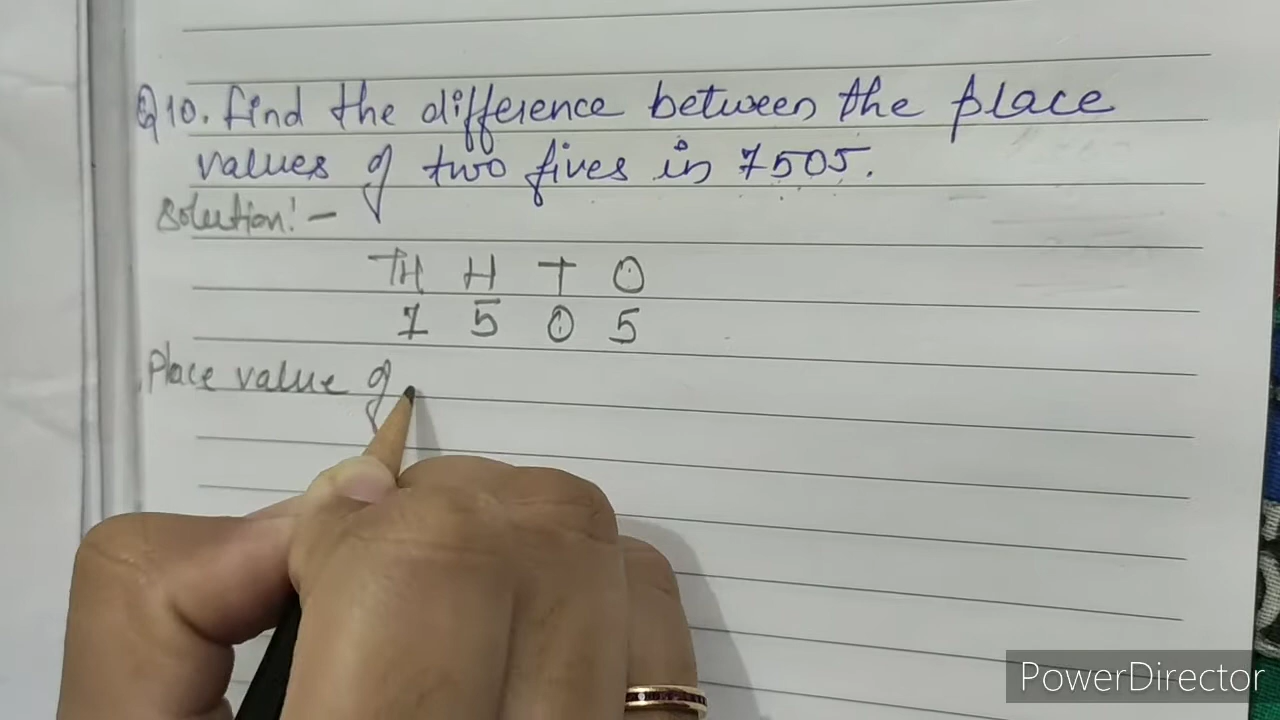 Q10. Find the difference between the place
values of two fives in 7505.
Solution:-
TH H T O
7 5 0 5
Place value of
PowerDirector